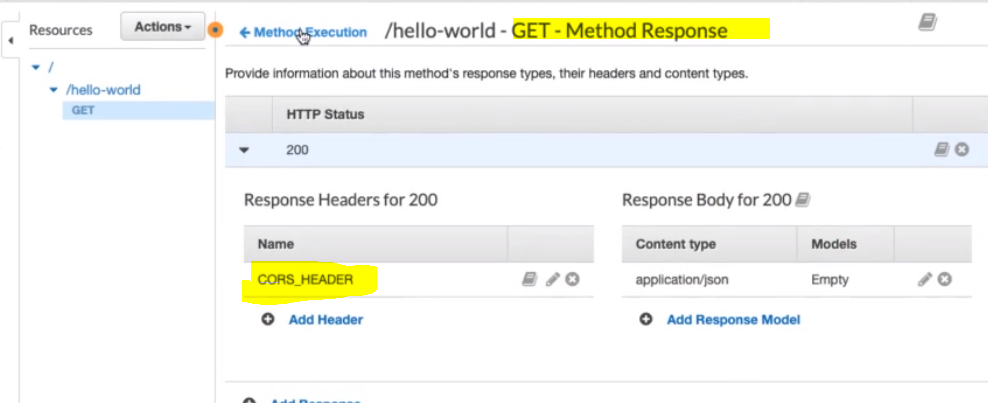 Resources
Actions
Method Execution
/hello-world - GET - Method Response
/
/hello-world
GET
Provide information about this method's response types, their headers and content types.
HTTP Status
200
Response Headers for 200
Response Body for 200
Name
Content type
Models
CORS_HEADER
application/json
Empty
Add Header
Add Response Model
Add Response